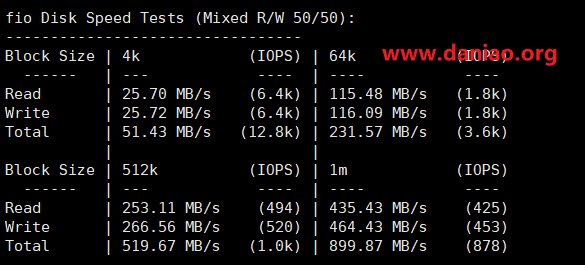 fio Disk Speed Tests (Mixed R/W 50/50):
---------------------------------
Block Size | 4k            (IOPS) | 64k           (IOPS)
www.daniao.org
  ------   | ---            ----  | ----           ----
Read       | 25.70 MB/s    (6.4k) | 115.48 MB/s   (1.8k)
Write      | 25.72 MB/s    (6.4k) | 116.09 MB/s   (1.8k)
Total      | 51.43 MB/s   (12.8k) | 231.57 MB/s   (3.6k)
           |                      |
Block Size | 512k          (IOPS) | 1m            (IOPS)
  ------   | ---            ----  | ----           ----
Read       | 253.11 MB/s    (494) | 435.43 MB/s    (425)
Write      | 266.56 MB/s    (520) | 464.43 MB/s    (453)
Total      | 519.67 MB/s   (1.0k) | 899.87 MB/s    (878)